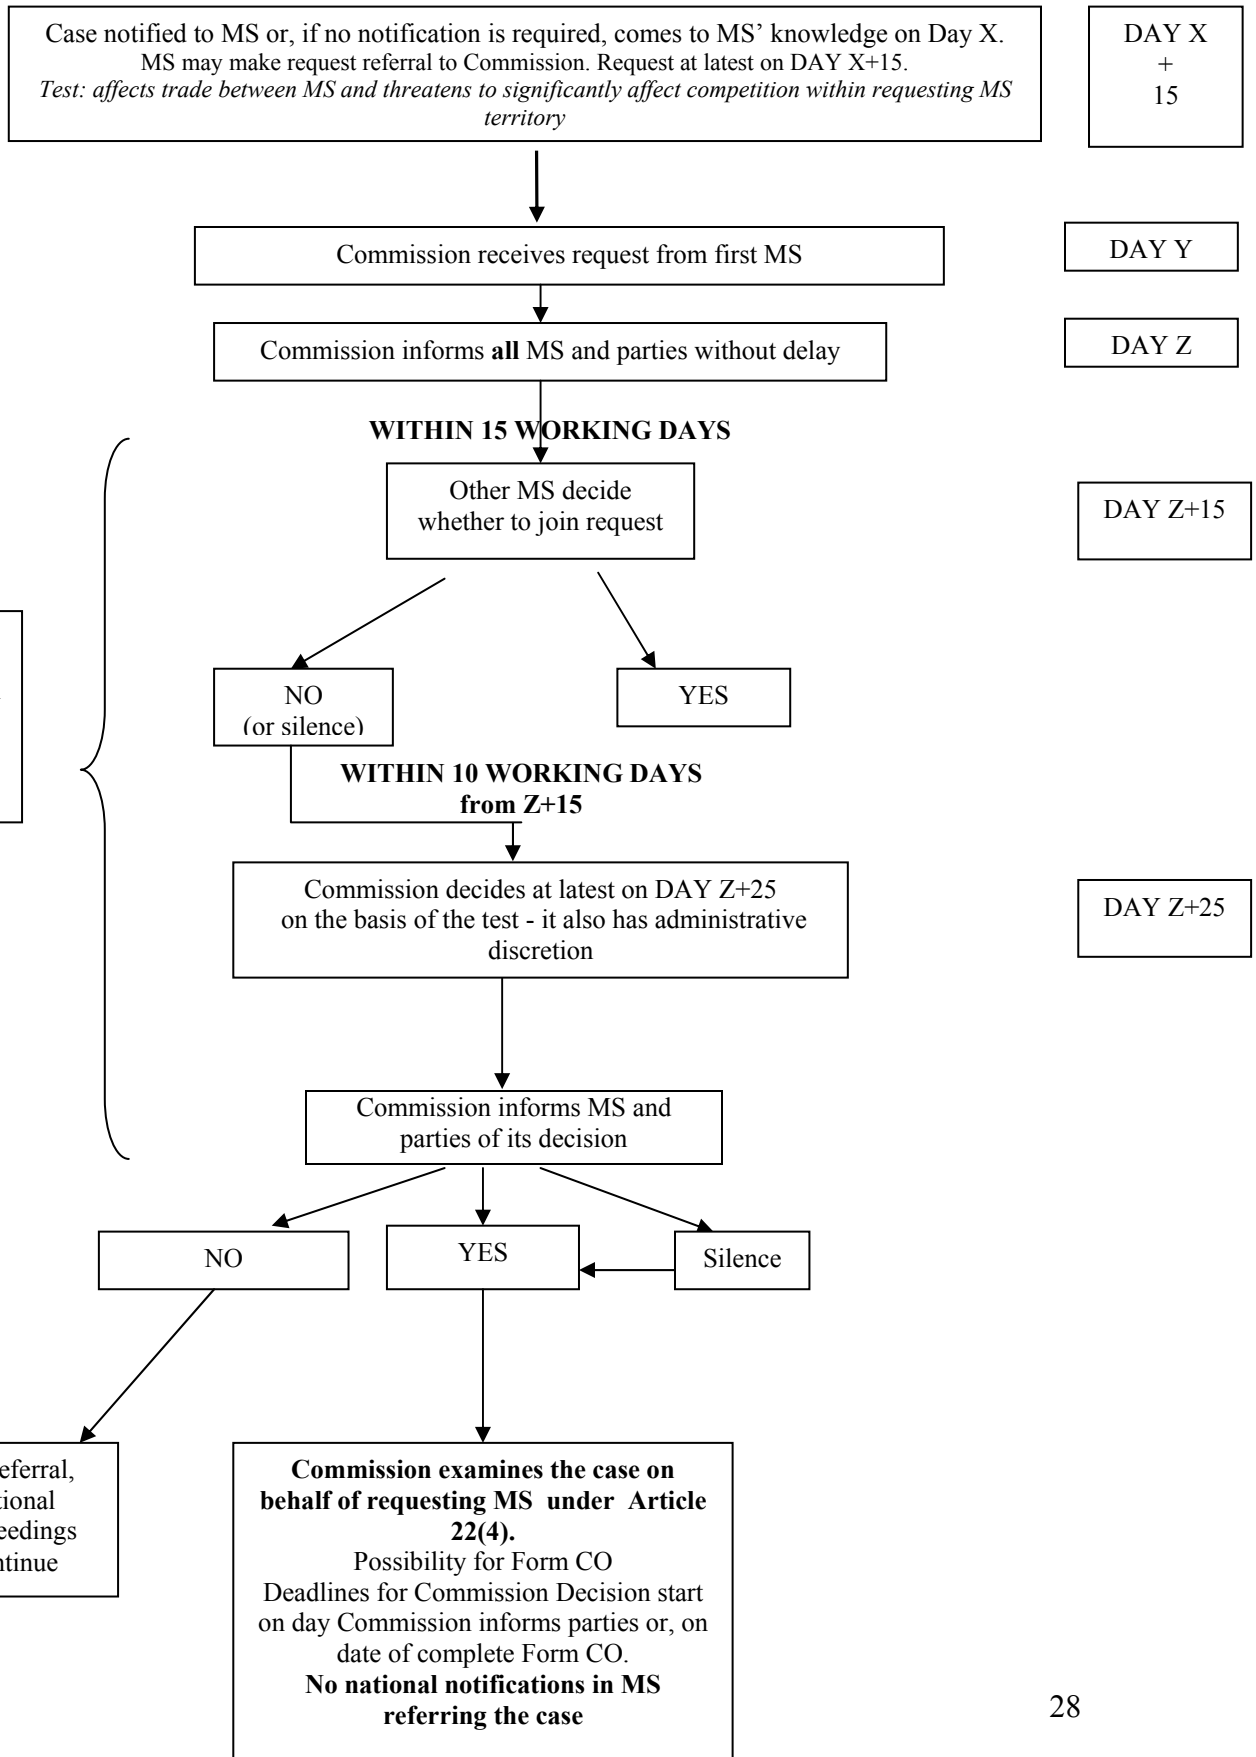 Case notified to MS or, if no notification is required, comes to MS’ knowledge on Day X.
MS may make request referral to Commission. Request at latest on DAY X+15.
Test: affects trade between MS and threatens to significantly affect competition within requesting MS
territory
DAY X
+
15
Commission receives request from first MS
DAY Y
Commission informs all MS and parties without delay
DAY Z
WITHIN 15 WORKING DAYS
Other MS decide
whether to join request
DAY Z+15
NO
(or silence)
YES
WITHIN 10 WORKING DAYS
from Z+15
Commission decides at latest on DAY Z+25
on the basis of the test - it also has administrative
discretion
DAY Z+25
Commission informs MS and
parties of its decision
NO
YES
Silence
eferral,
tional
eedings
ntinue
Commission examines the case on
behalf of requesting MS under Article
22(4).
Possibility for Form CO
Deadlines for Commission Decision start
on day Commission informs parties or, on
date of complete Form CO.
No national notifications in MS
referring the case
28